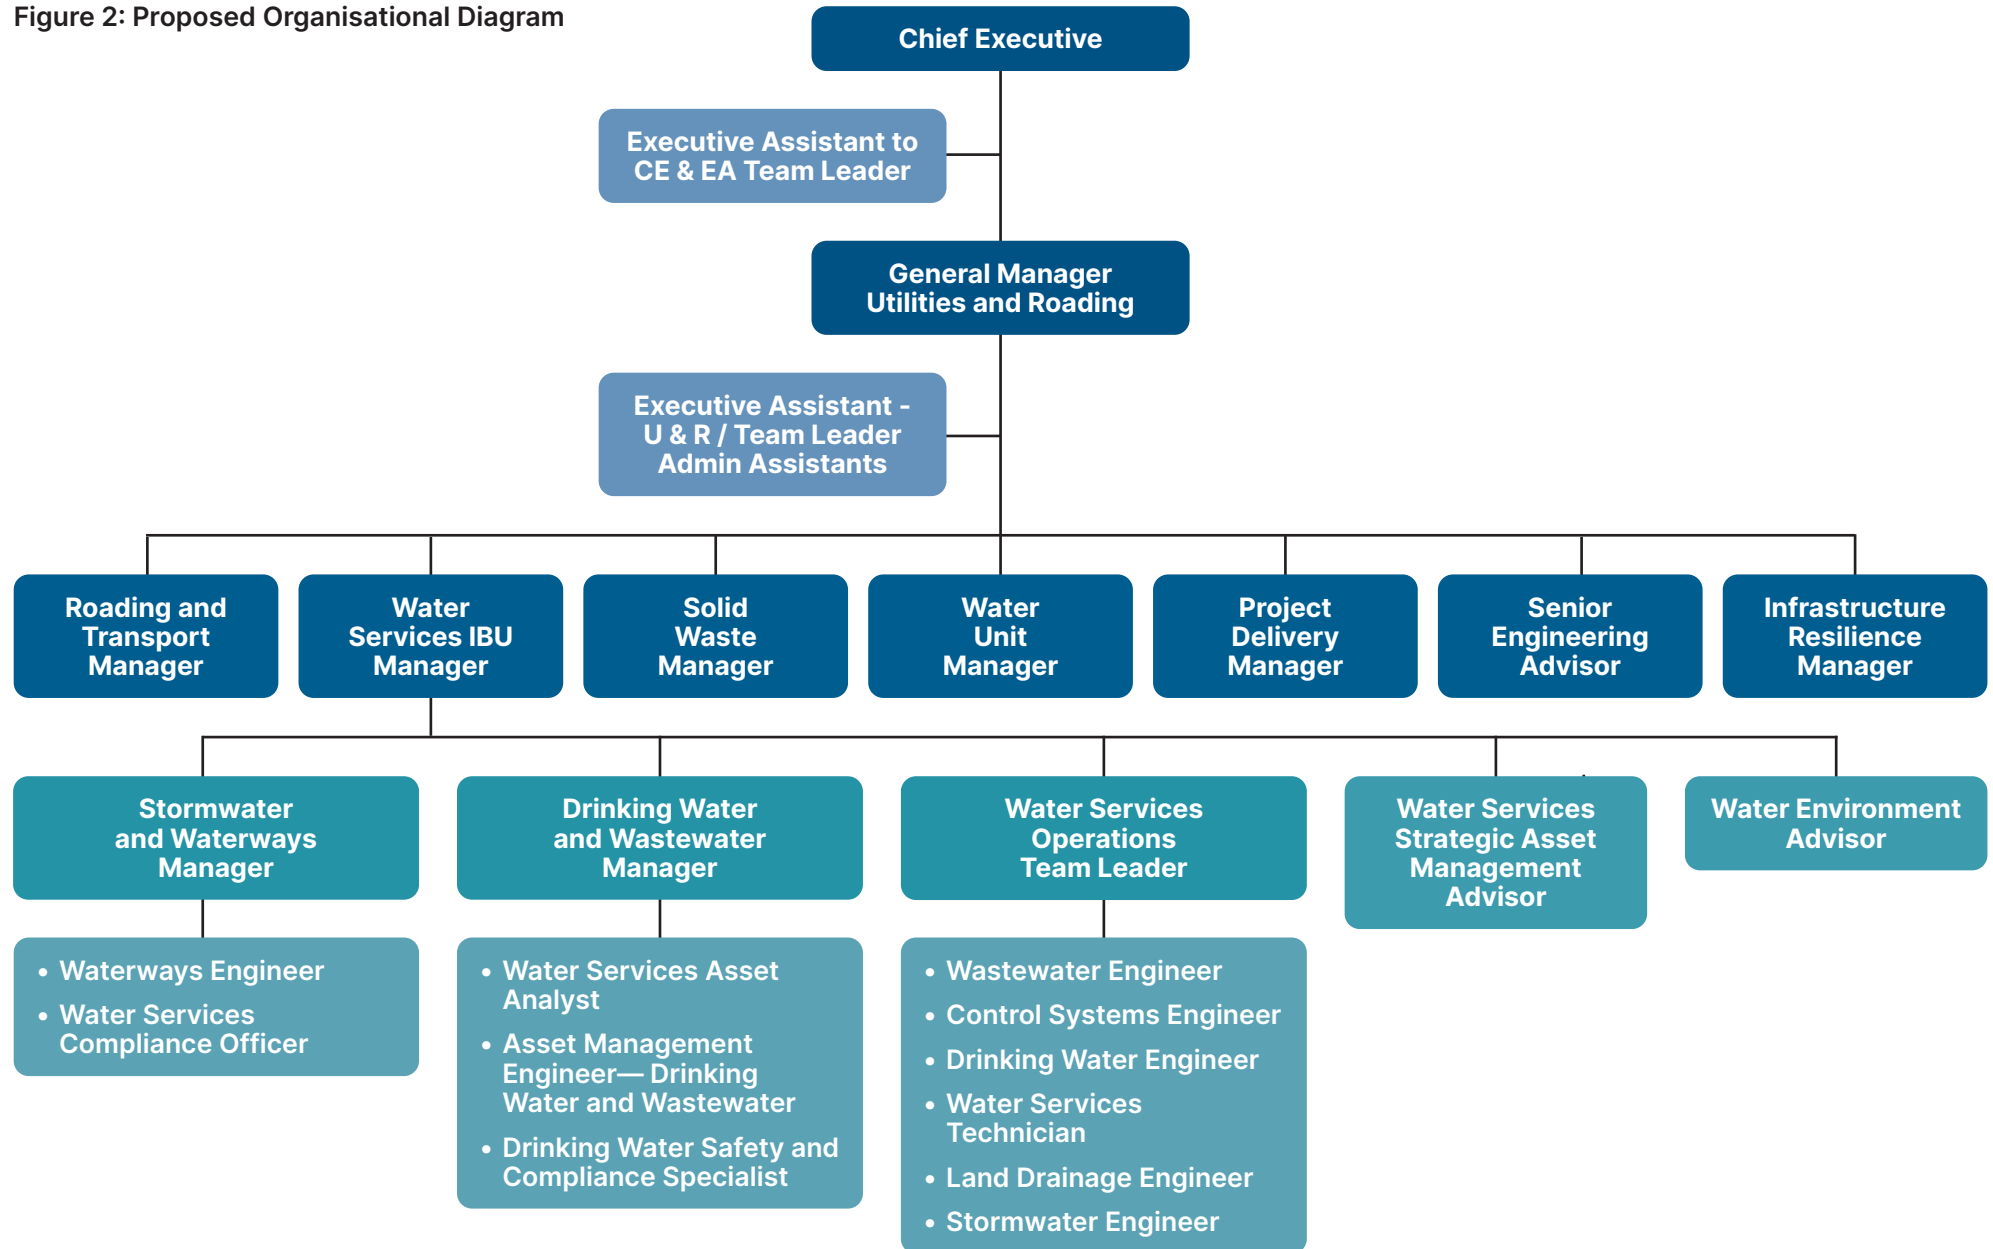 Figure 2: Proposed Organisational Diagram
Chief Executive
Executive Assistant to
CE & EA Team Leader
General Manager
Utilities and Roading
Executive Assistant -
U & R / Team Leader
Admin Assistants
Roading and
Transport
Manager
Water
Services IBU
Manager
Solid
Waste
Manager
Water
Unit
Manager
Project
Delivery
Manager
Senior
Engineering
Advisor
Infrastructure
Resilience
Manager
Stormwater
and Waterways
Manager
Drinking Water
and Wastewater
Manager
Water Services
Operations
Team Leader
Water Services
Strategic Asset
Management
Advisor
Water Environment
Advisor
• Waterways Engineer
• Water Services
Compliance Officer
• Water Services Asset
Analyst
• Asset Management
Engineer— Drinking
Water and Wastewater
• Drinking Water Safety and
Compliance Specialist
• Wastewater Engineer
• Control Systems Engineer
• Drinking Water Engineer
• Water Services
Technician
• Land Drainage Engineer
• Stormwater Engineer